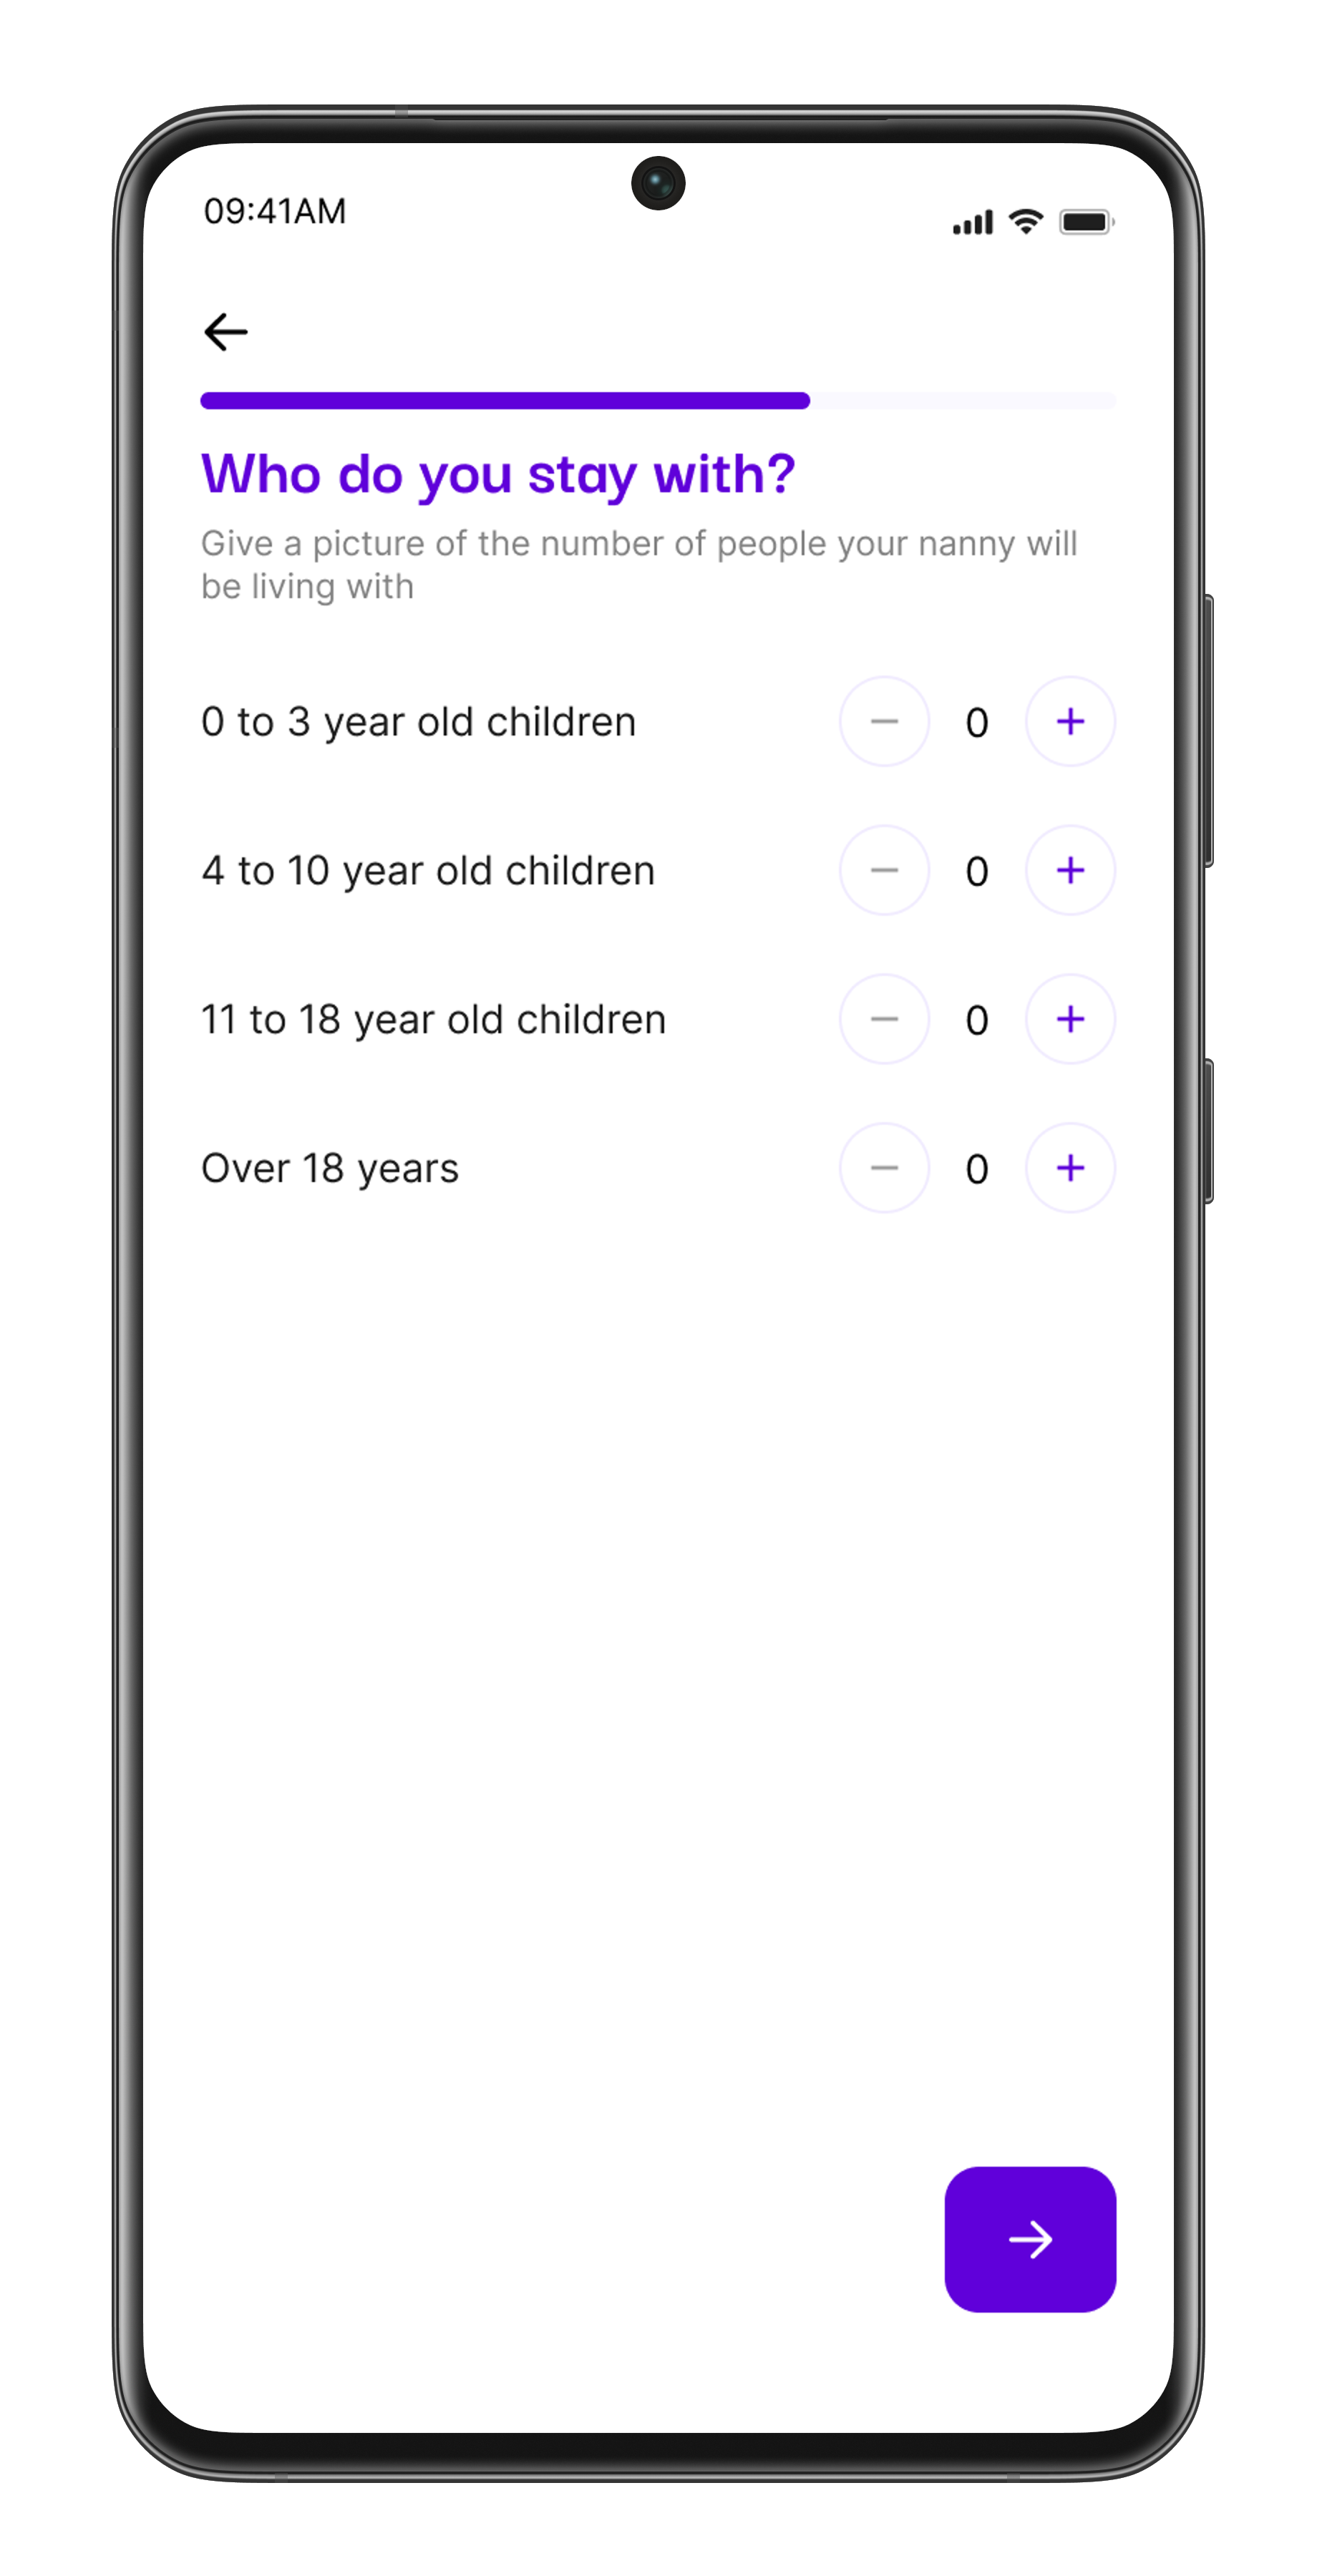 09:41AM
Who do you stay with?
Give a picture of the number of people your nanny will
be living with
0 to 3 year old children − 0 +
4 to 10 year old children − 0 +
11 to 18 year old children − 0 +
Over 18 years − 0 +